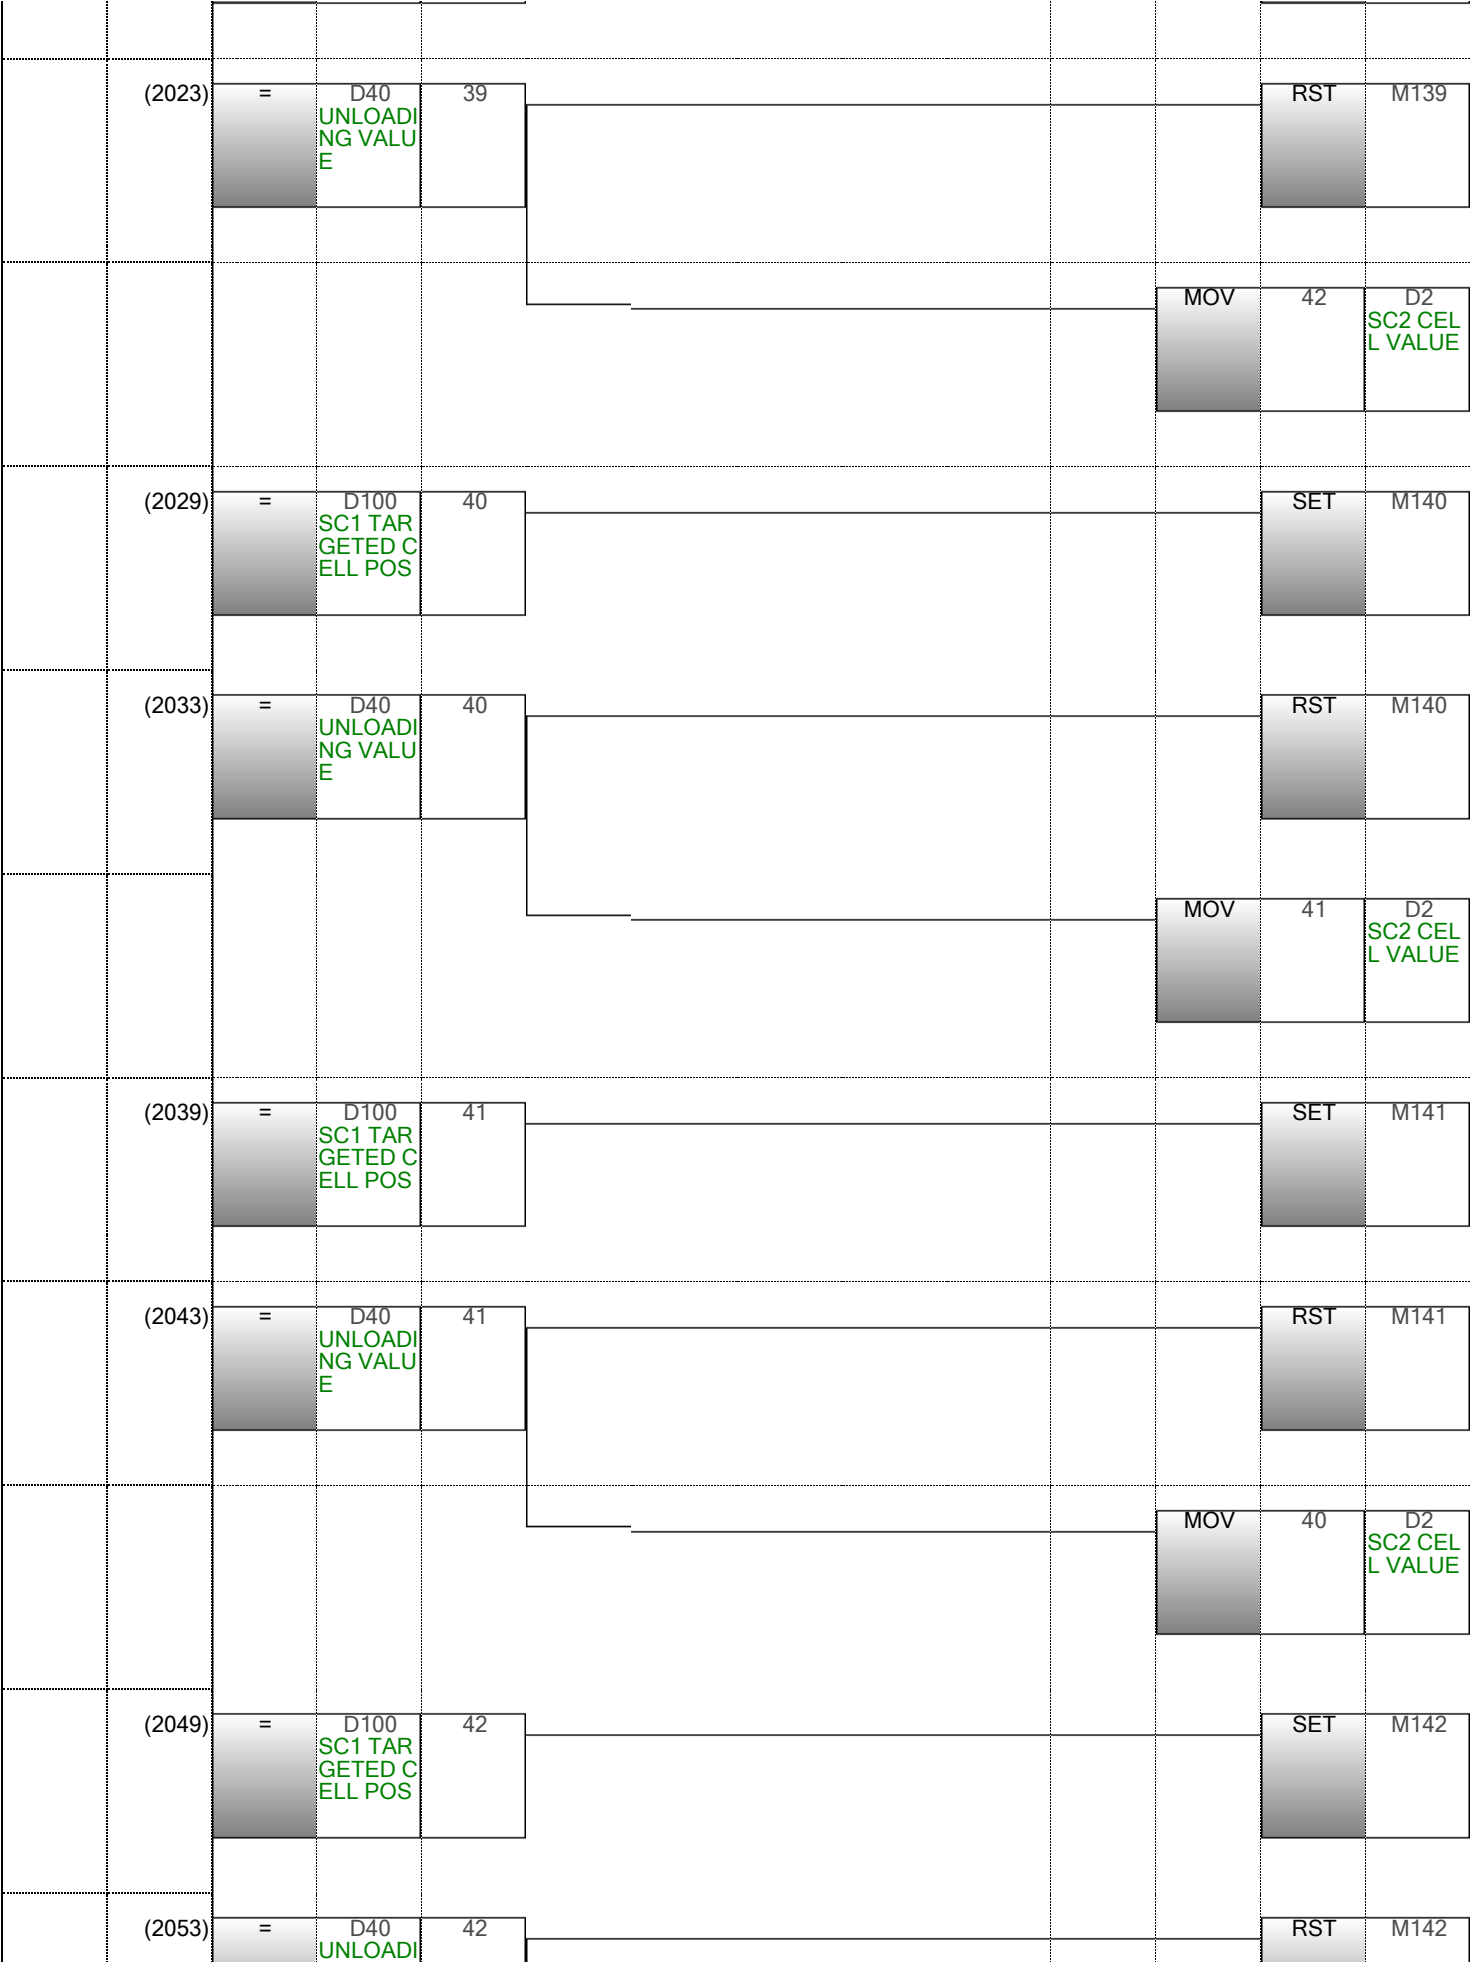 (2023) = D40 39 RST M139
UNLOADI
NG VALU
E
MOV 42 D2
SC2 CEL
L VALUE
(2029) = D100 40 SET M140
SC1 TAR
GETED C
ELL POS
(2033) = D40 40 RST M140
UNLOADI
NG VALU
E
MOV 41 D2
SC2 CEL
L VALUE
(2039) = D100 41 SET M141
SC1 TAR
GETED C
ELL POS
(2043) = D40 41 RST M141
UNLOADI
NG VALU
E
MOV 40 D2
SC2 CEL
L VALUE
(2049) = D100 42 SET M142
SC1 TAR
GETED C
ELL POS
(2053) = D40 42 RST M142
UNLOADI